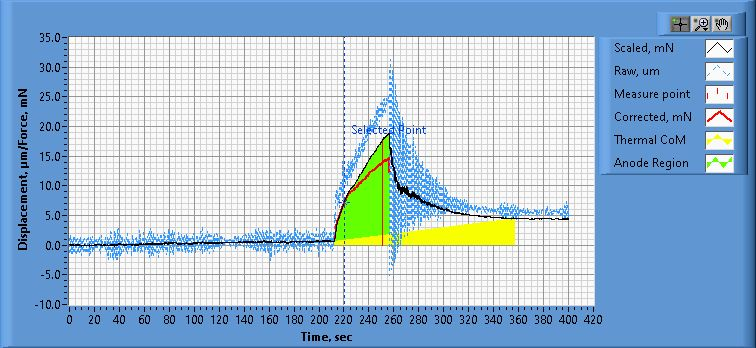 Scaled, mN
Raw, um
Measure point
Corrected, mN
Thermal CoM
Anode Region
Displacement, µm/Force, mN
35.0
30.0
25.0
20.0
15.0
10.0
5.0
0.0
-5.0
-10.0
Selected Point
0 20 40 60 80 100 120 140 160 180 200 220 240 260 280 300 320 340 360 380 400 420
Time, sec